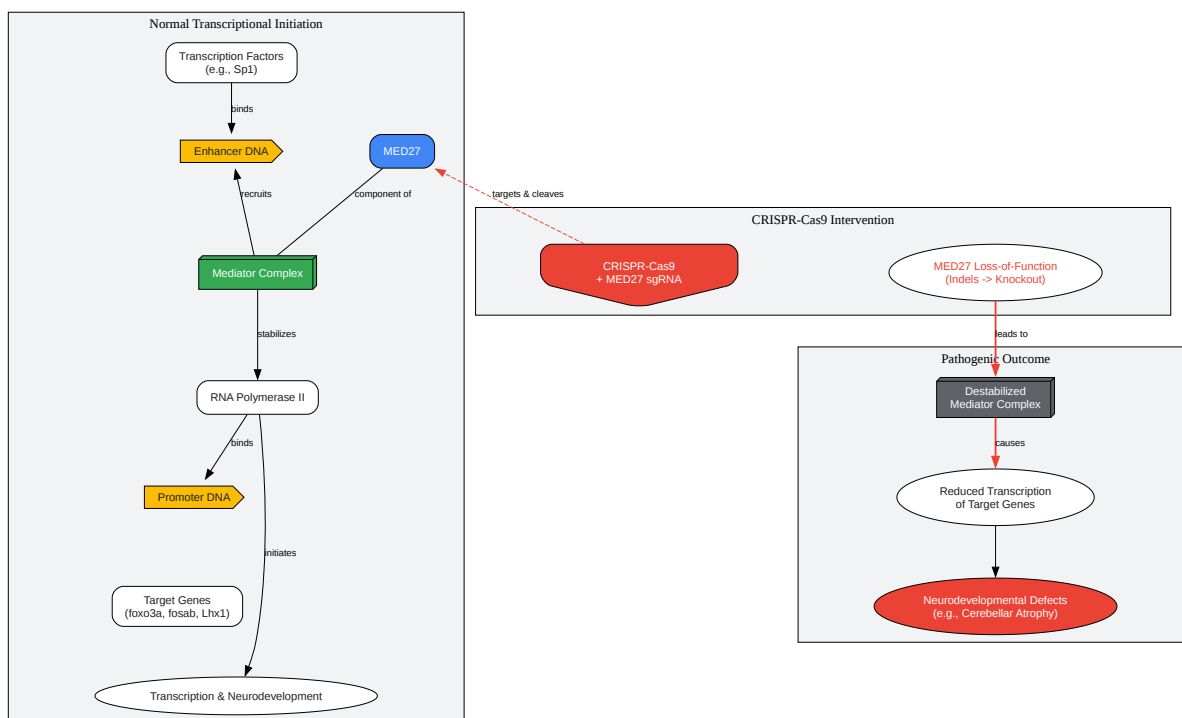 Normal Transcriptional Initiation
Transcription Factors
(e.g., Sp1)
binds
Enhancer DNA
MED27
recruits
component of
targets & cleaves
Mediator Complex
stabilizes
RNA Polymerase II
binds
Promoter DNA
initiates
Target Genes
(foxo3a, fosab, Lhx1)
Transcription & Neurodevelopment
CRISPR-Cas9 Intervention
CRISPR-Cas9
+ MED27 sgRNA
MED27 Loss-of-Function
(Indels -> Knockout)
leads to
Pathogenic Outcome
Destabilized
Mediator Complex
causes
Reduced Transcription
of Target Genes
Neurodevelopmental Defects
(e.g., Cerebellar Atrophy)